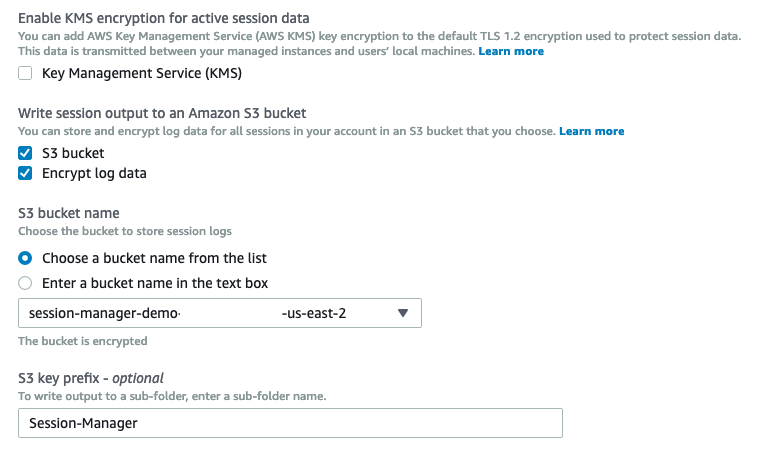 Enable KMS encryption for active session data
You can add AWS Key Management Service (AWS KMS) key encryption to the default TLS 1.2 encryption used to protect session data.
This data is transmitted between your managed instances and users' local machines. Learn more
Key Management Service (KMS)
Write session output to an Amazon S3 bucket
You can store and encrypt log data for all sessions in your account in an S3 bucket that you choose. Learn more
S3 bucket
Encrypt log data
S3 bucket name
Choose the bucket to store session logs
Choose a bucket name from the list
Enter a bucket name in the text box
session-manager-demo- -us-east-2
The bucket is encrypted
S3 key prefix - optional
To write output to a sub-folder, enter a sub-folder name.
Session-Manager